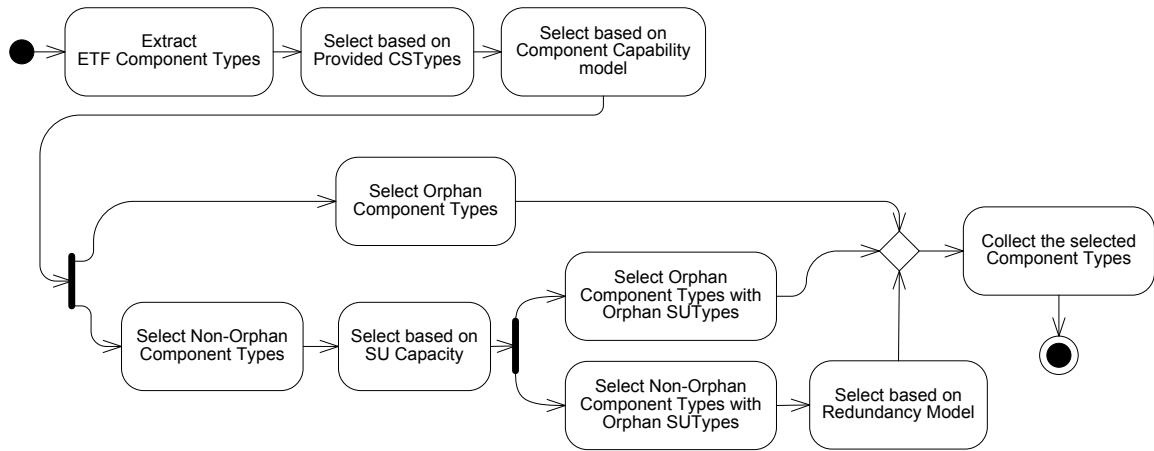 Extract
ETF Component Types
Select based on
Provided CSTypes
Select based on
Component Capability
model
Select Orphan
Component Types
Collect the selected
Component Types
Select Orphan
Component Types with
Orphan SUTypes
Select Non-Orphan
Component Types
Select based on
SU Capacity
Select Non-Orphan
Component Types with
Orphan SUTypes
Select based on
Redundancy Model